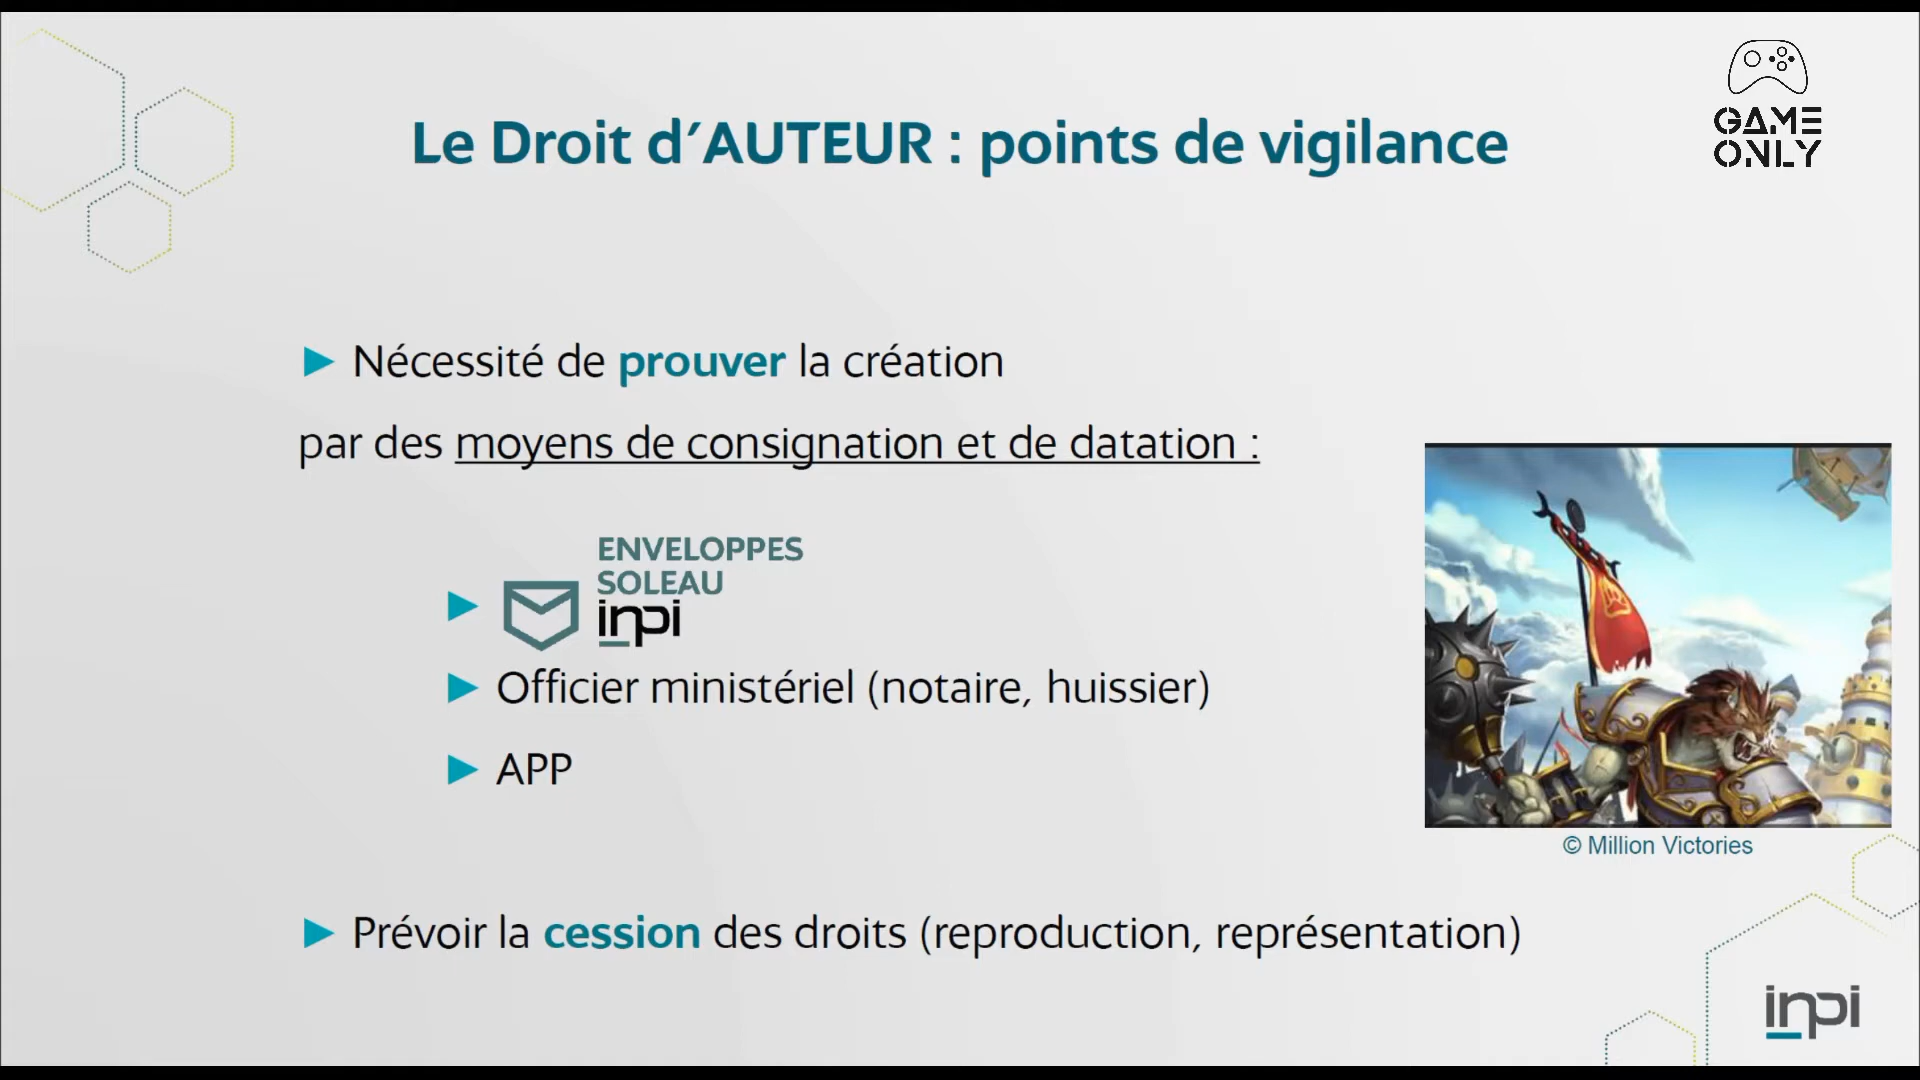 GAME
ONLY
Le Droit d'AUTEUR : points de vigilance
► Nécessité de prouver la création
par des moyens de consignation et de datation :
► ENVELOPPES
SOLEAU
inpi
► Officier ministériel (notaire, huissier)
► APP
© Million Victories
► Prévoir la cession des droits (reproduction, représentation)
inpi